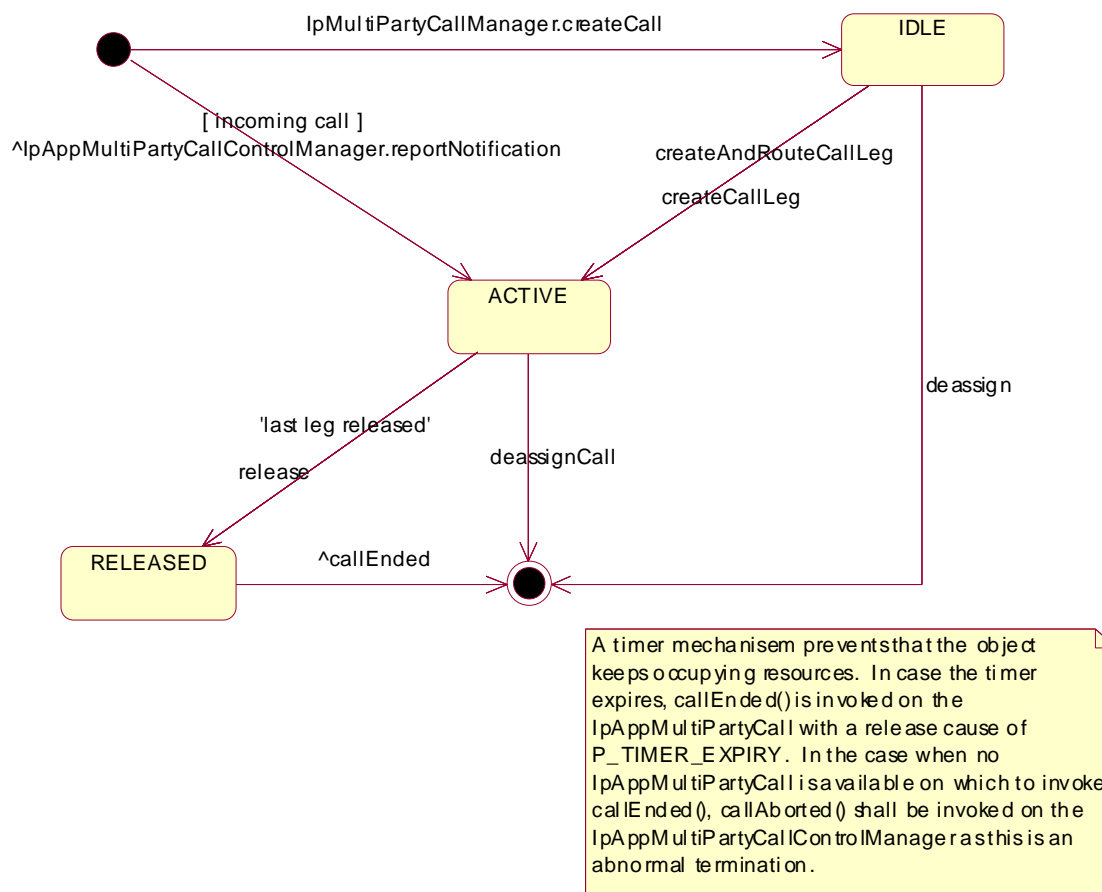 IpMultiPartyCallManager.createCall
IDLE
[ incoming call ]
^IpAppMultiPartyCallControlManager.reportNotification
createAndRouteCallLeg
createCallLeg
ACTIVE
deassign
'last leg released'
deassignCall
release
RELEASED
^callEnded
A timer mechanisem prevents that the object
keeps occupying resources. In case the timer
expires, callEnded() is invoked on the
IpAppMultiPartyCall with a release cause of
P_TIMER_EXPIRY. In the case when no
IpAppMultiPartyCall is available on which to invoke
callEnded(), callAborted() shall be invoked on the
IpAppMultiPartyCallControlManager as this is an
abnormal termination.